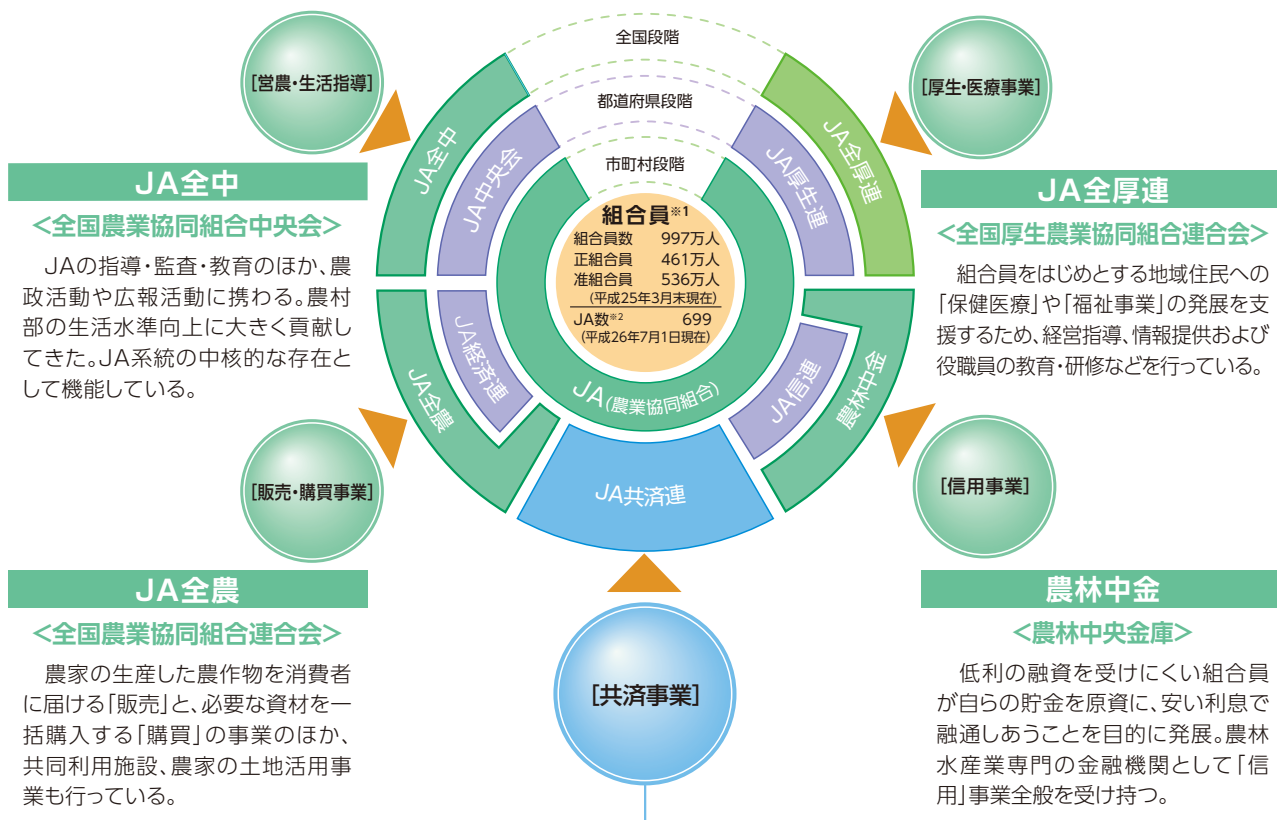 全国段階
都道府県段階
市町村段階
[営農・生活指導]
[厚生・医療事業]
JA全中
JA中央会
JA厚生連
JA全厚連
組合員※1
組合員数 997万人
正組合員 461万人
准組合員 536万人
(平成25年3月末現在)
JA数※2 699
(平成26年7月1日現在)
JA(農業協同組合)
JA経済連
JA全農
JA信連
農林中金
JA共済連
[販売・購買事業]
[信用事業]
[共済事業]
JA全中
<全国農業協同組合中央会>
JAの指導・監査・教育のほか、農
政活動や広報活動に携わる。農村
部の生活水準向上に大きく貢献し
てきた。JA系統の中核的な存在と
して機能している。
JA全厚連
<全国厚生農業協同組合連合会>
組合員をはじめとする地域住民への
「保健医療」や「福祉事業」の発展を支
援するため、経営指導、情報提供および
役職員の教育・研修などを行っている。
JA全農
<全国農業協同組合連合会>
農家の生産した農作物を消費者
に届ける「販売」と、必要な資材を一
括購入する「購買」の事業のほか、
共同利用施設、農家の土地活用事
業も行っている。
農林中金
<農林中央金庫>
低利の融資を受けにくい組合員
が自らの貯金を原資に、安い利息で
融通しあうことを目的に発展。農林
水産業専門の金融機関として「信
用」事業全般を受け持つ。